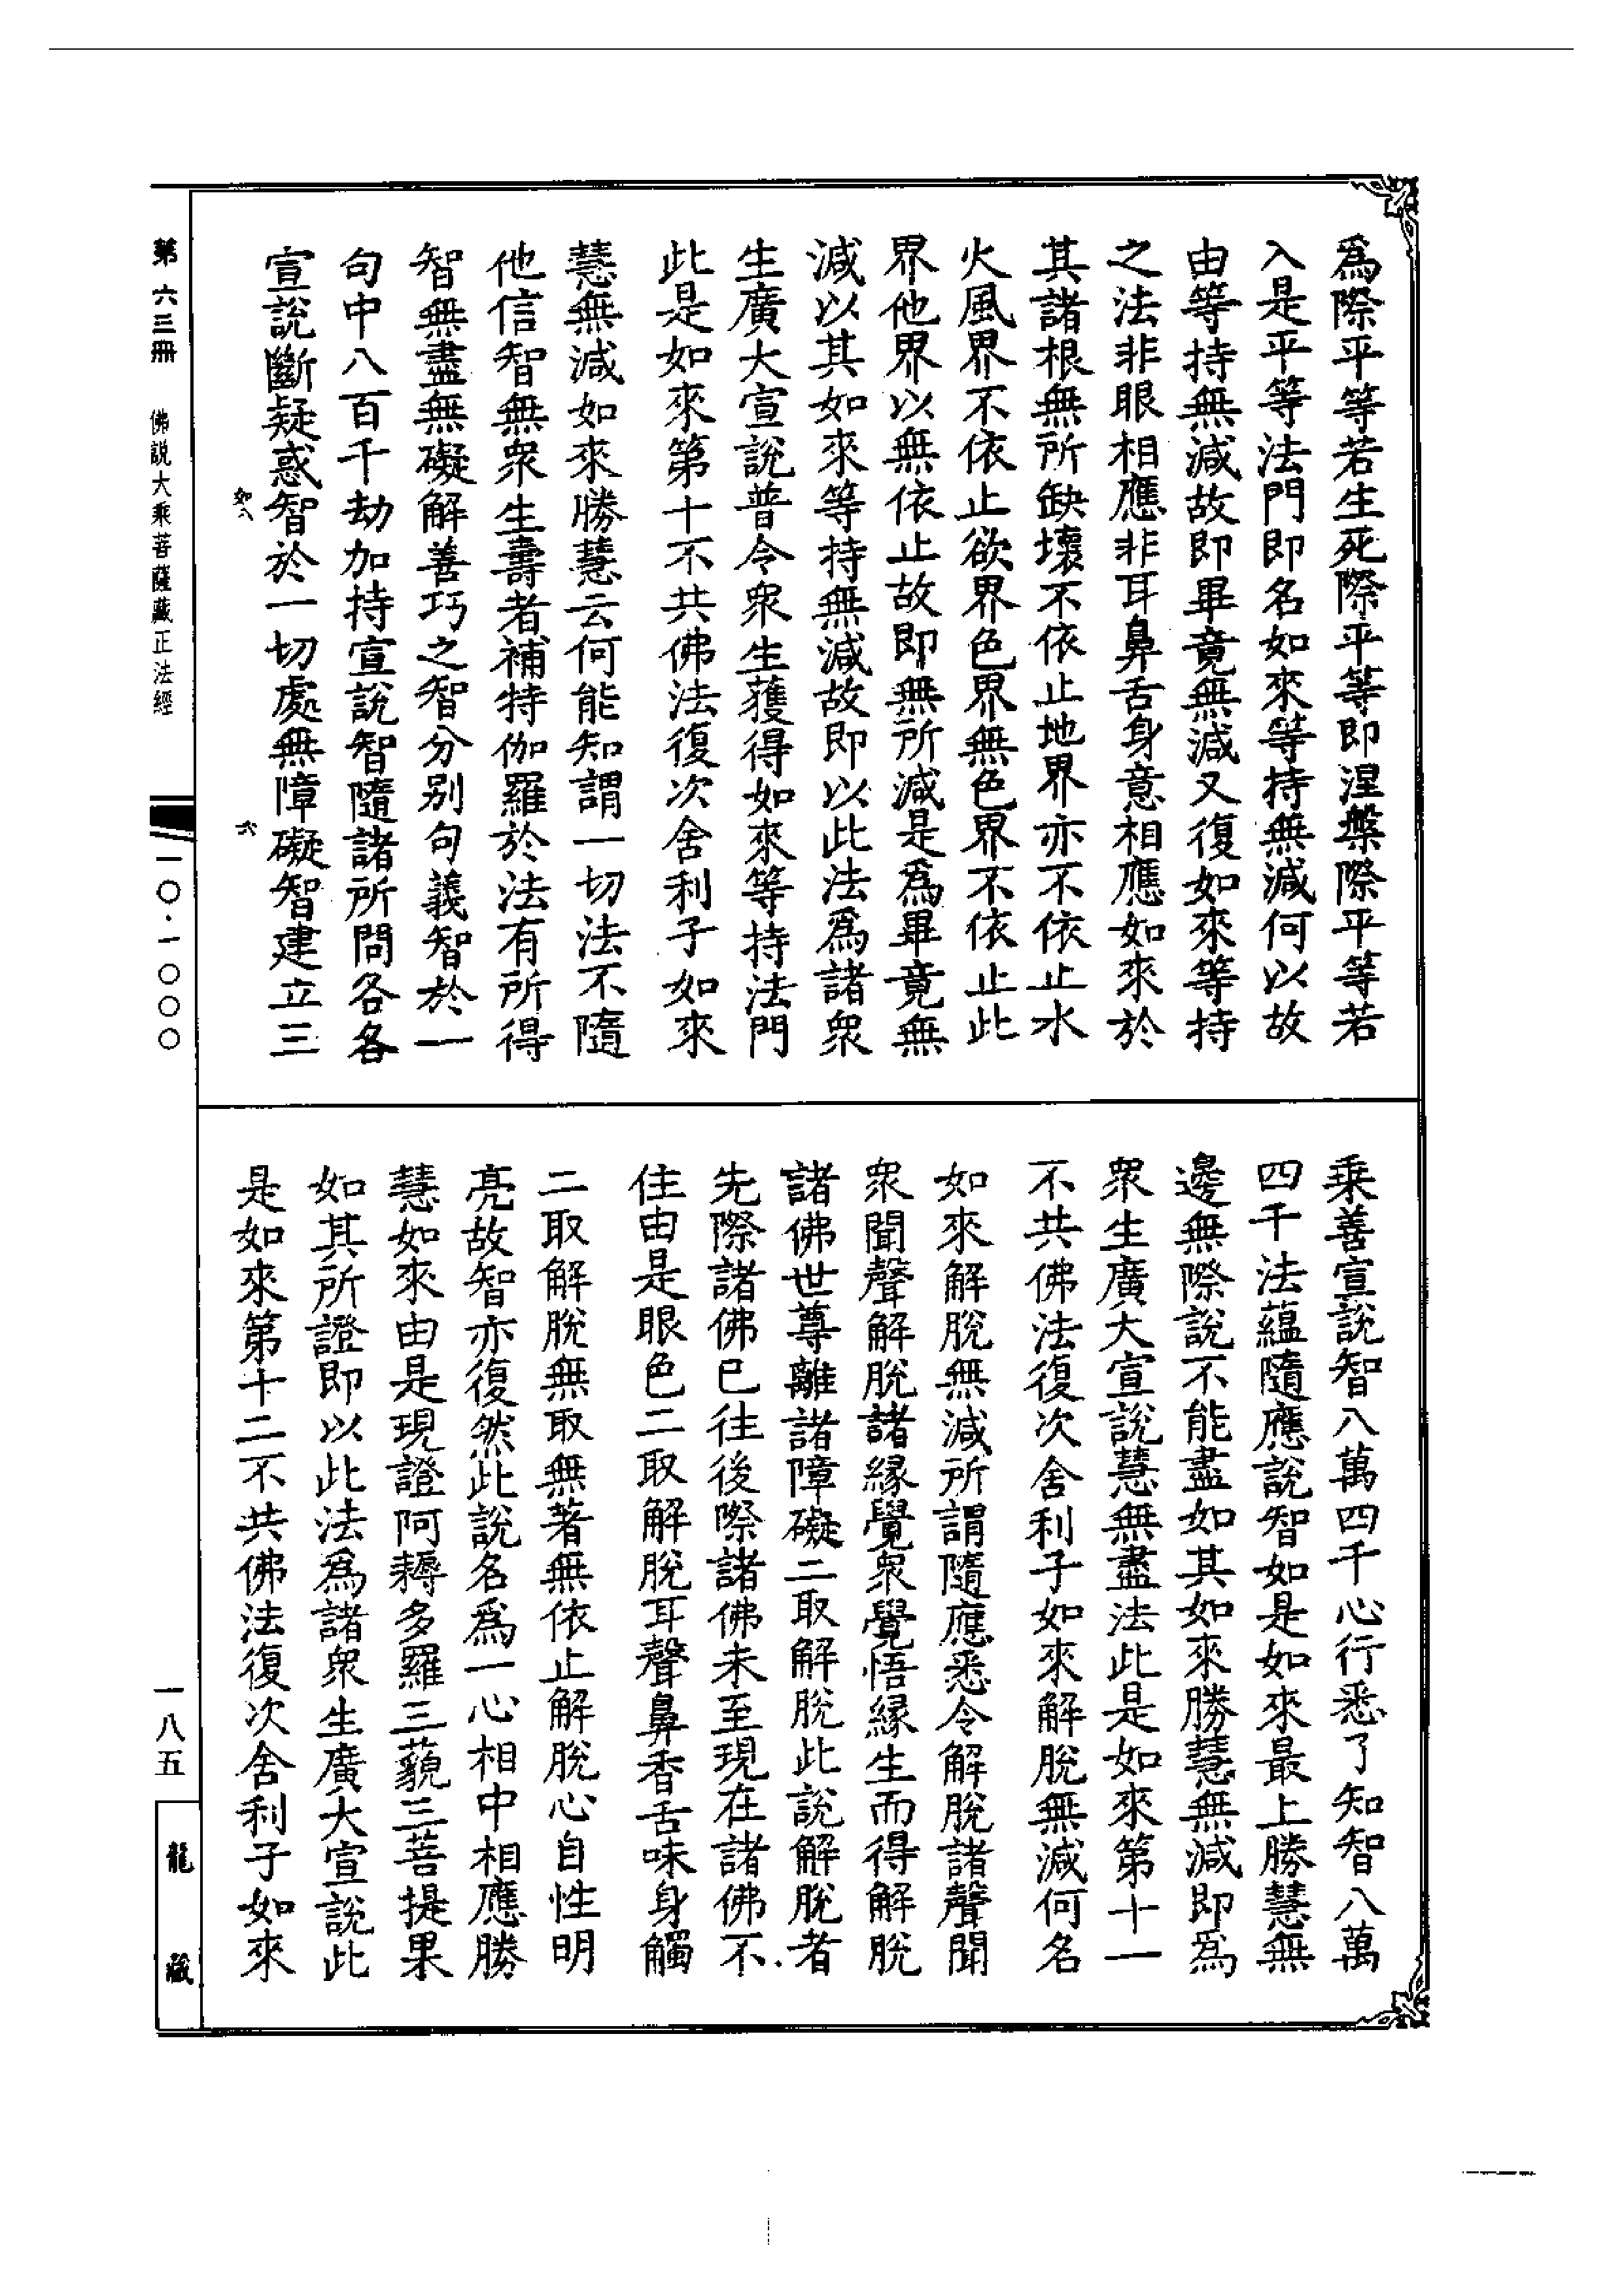 為際平等若生死際平等即涅槃際平等若
入是平等法門即名如來等持無減何以故
由等持無減故即畢竟無減又復如來等持
之法非眼相應非耳鼻舌身意相應如來於
其諸根無所缺壞不依止地界亦不依止水
火風界不依止欲界色界無色界不依止此
界他界以無依止故即無所減是為畢竟無
減以其如來等持無減故即以此法為諸衆
生廣大宣說普令衆生獲得如來等持法門
此是如來第十不共佛法復次舍利子如來
慧無減如來勝慧云何能知謂一切法不隨
他信智無衆生壽者補特伽羅於法有所得
智無盡無礙解善巧之智分別句義智於一
句中八百千劫加持宣說智隨諸所問各各
宣說斷疑惑智於一切處無障礙智建立三
乘善宣說智八萬四千心行悉了知智八萬
四千法蘊隨應說智如是如來最上勝慧無
邊無際說不能盡如其如來勝慧無減即為
衆生廣大宣說慧無盡法此是如來第十一
不共佛法復次舍利子如來解脫無減何名
如來解脫無減所謂隨應悉令解脫諸聲聞
衆聞聲解脫諸緣覺衆覺悟緣生而得解脫
諸佛世尊離諸障礙二取解脫此說解脫者
先際諸佛已往後際諸佛未至現在諸佛不
住由是眼色二取解脫耳聲鼻香舌味身觸
二取解脫無取無著無依止解脫心自性明
亮故智亦復然此說名為一心相中相應勝
慧如來由是現證阿耨多羅三藐三菩提果
如其所證即以此法為諸衆生廣大宣說此
是如來第十二不共佛法復次舍利子如來
六
第六三冊 佛說大乘菩薩藏正法經
一〇·一〇〇〇
一八五
龍藏